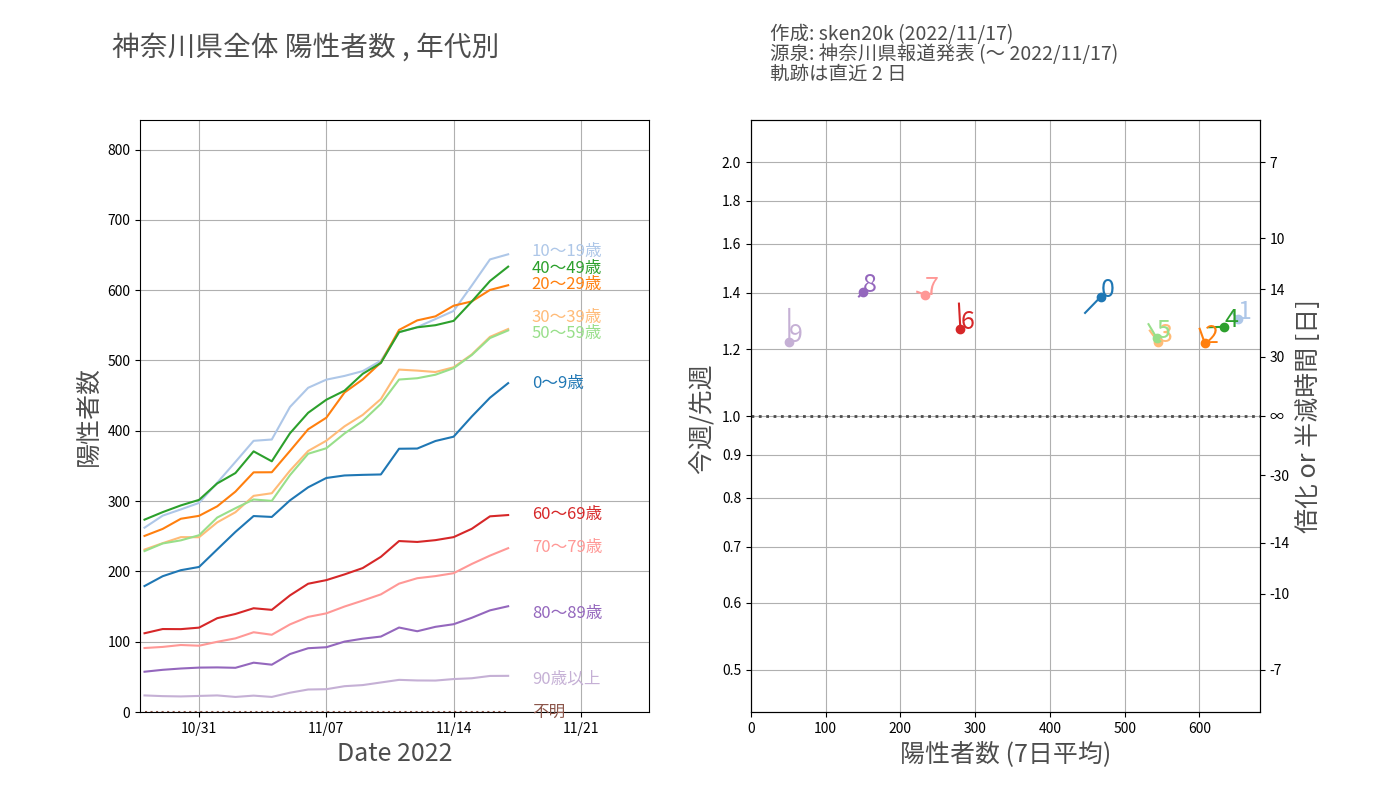 神奈川県全体 陽性者数 , 年代別
作成: sken20k (2022/11/17)
源泉: 神奈川県報道発表 (〜 2022/11/17)
軌跡は直近 2 日
陽性者数
800
700
600
500
400
300
200
100
0
10〜19歳
40〜49歳
20〜29歳
30〜39歳
50〜59歳
0〜9歳
60〜69歳
70〜79歳
80〜89歳
90歳以上
不明
10/31
11/07
11/14
11/21
Date 2022
今週/先週
2.0
1.8
1.6
1.4
1.2
1.0
0.9
0.8
0.7
0.6
0.5
9
8
7
6
0
5
3
2
4
1
7
10
14
30
∞
-30
-14
-10
-7
倍化 or 半減時間 [日]
0
100
200
300
400
500
600
陽性者数 (7日平均)